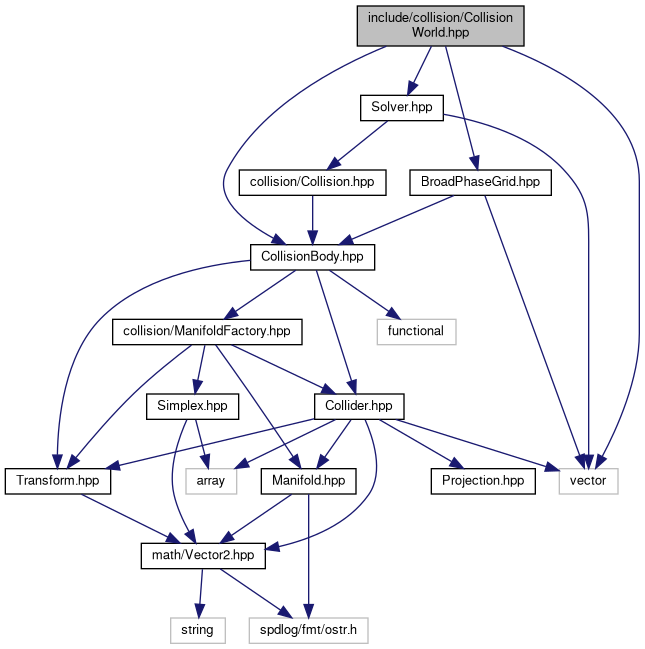 include/collision/Collision
World.hpp
Solver.hpp
collision/Collision.hpp
BroadPhaseGrid.hpp
CollisionBody.hpp
collision/ManifoldFactory.hpp
functional
Simplex.hpp
Collider.hpp
Transform.hpp
array
Manifold.hpp
Projection.hpp
vector
math/Vector2.hpp
string
spdlog/fmt/ostr.h